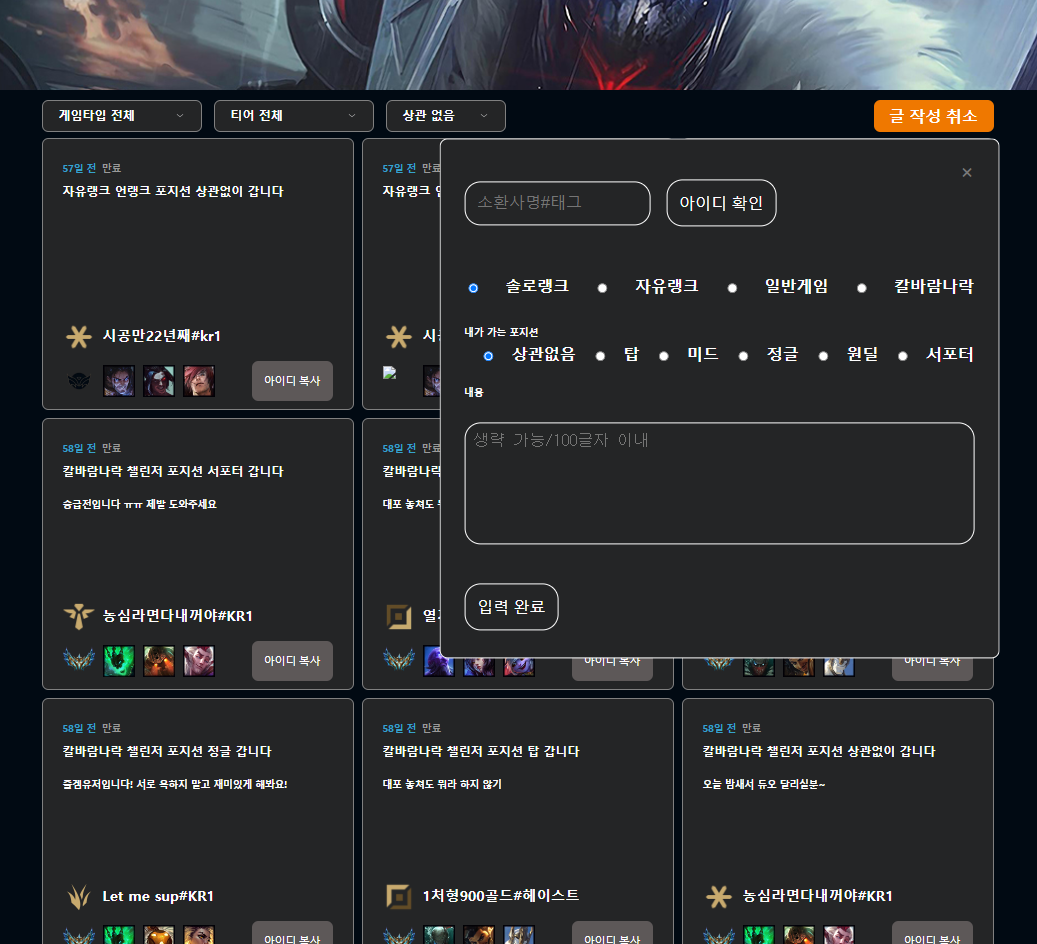 게임타입 전체
티어 전체
상관 없음
글 작성 취소
57일 전 만료
자유랭크 언랭크 포지션 상관없이 갑니다
시공만22년째#kr1
아이디 복사
57일 전 만료
자유랭크
소환사명#태그
아이디 확인
솔로랭크
자유랭크
일반게임
칼바람나락
내가 가는 포지션
상관없음
탑
미드
정글
원딜
서포터
내용
생략 가능/100글자 이내
입력 완료
58일 전 만료
칼바람나락 챌린저 포지션 서포터 갑니다
승급전입니다 ㅠㅠ 제발 도와주세요
농심라면다내꺼야#KR1
아이디 복사
58일 전 만료
칼바람나락
대포 놓쳐도
아이디 복사
아이디 복사
58일 전 만료
칼바람나락 챌린저 포지션 정글 갑니다
즐겜유저입니다! 서로 욕하지 말고 재미있게 해봐요!
Let me sup#KR1
아이디 복사
58일 전 만료
칼바람나락 챌린저 포지션 탑 갑니다
대포 놓쳐도 뭐라 하지 않기
1처형900골드#헤이스트
아이디 복사
58일 전 만료
칼바람나락 챌린저 포지션 상관없이 갑니다
오늘 밤새서 듀오 달리실분~
농심라면다내꺼야#KR1
아이디 복사